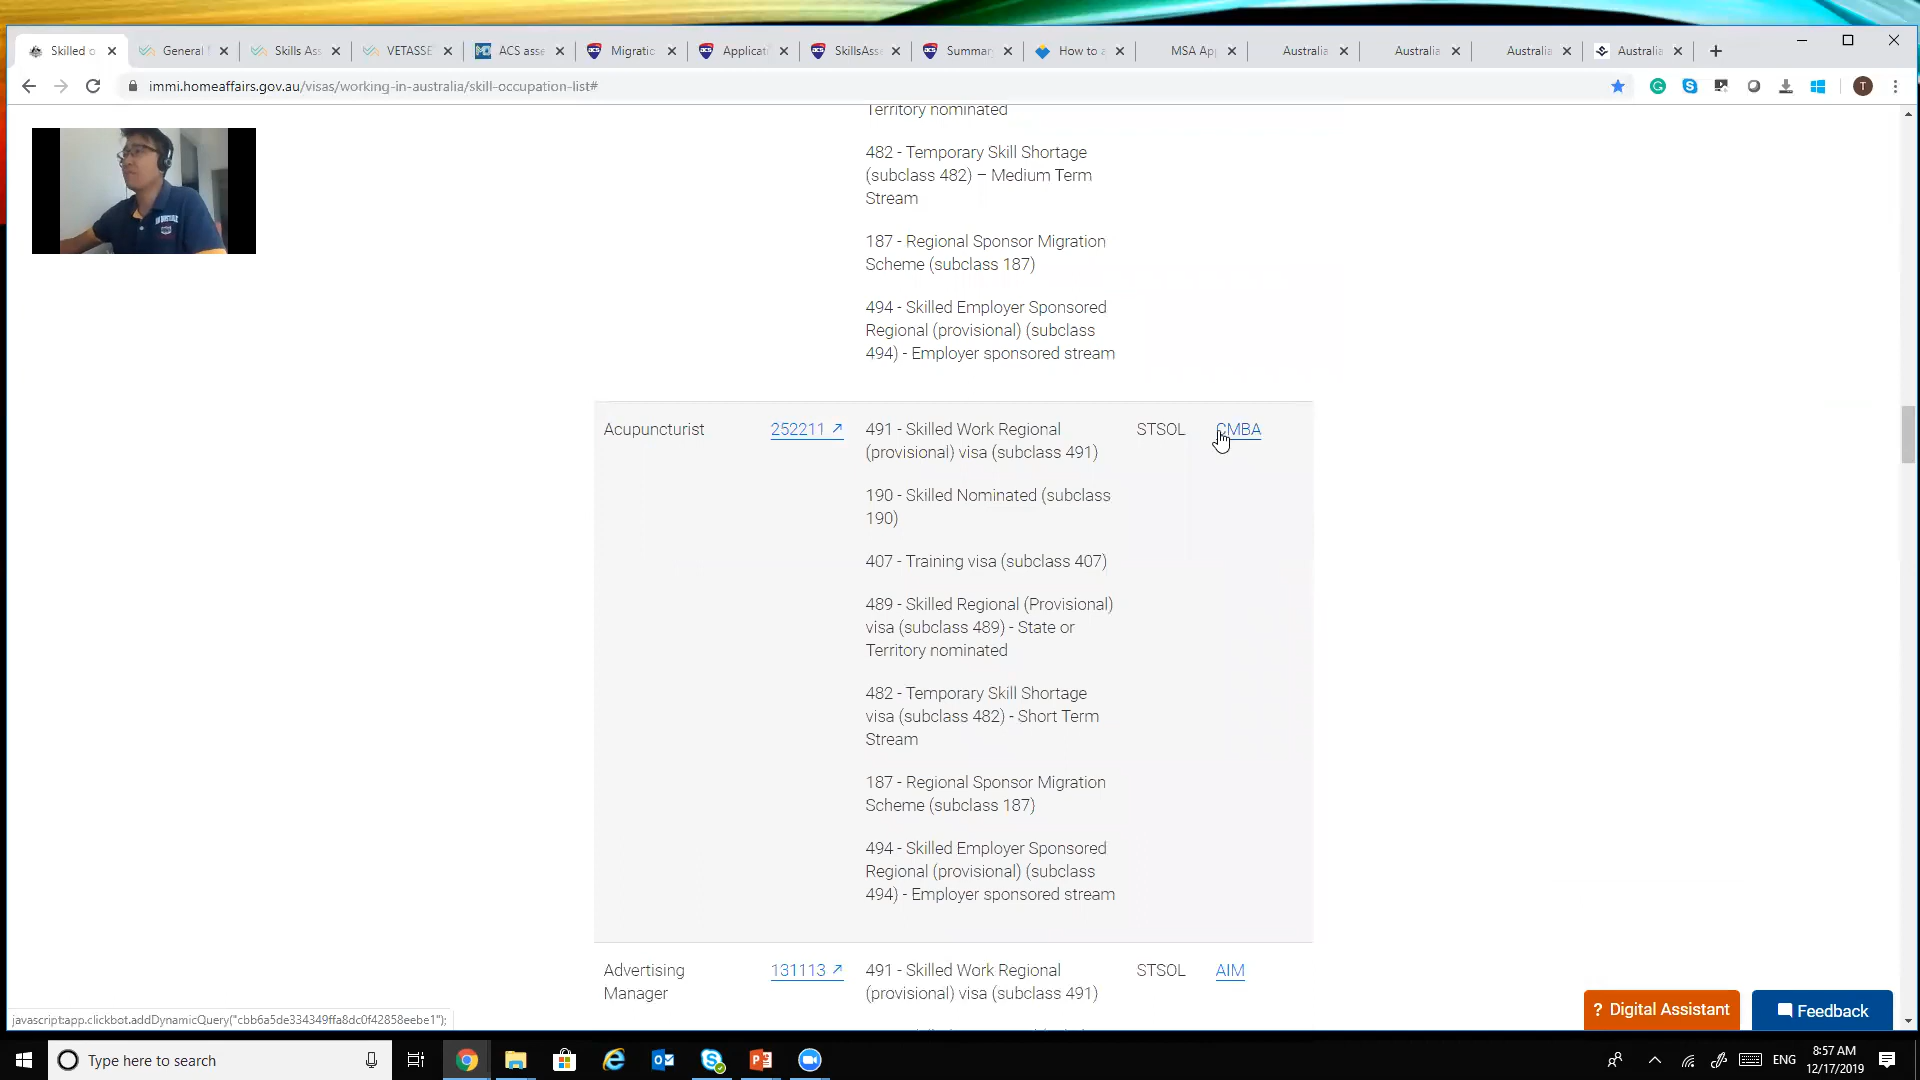 Skilled o
General
Skills Ass
VETASSE
ACS asse
Migratio
Applicat
SkillsAsse
Summar
How to a
MSA Ap
Australia
Australia
Australia
Australia
immi.homeaffairs.gov.au/visas/working-in-australia/skill-occupation-list#
T
Territory nominated
482 - Temporary Skill Shortage
(subclass 482) – Medium Term
Stream
187 - Regional Sponsor Migration
Scheme (subclass 187)
494 - Skilled Employer Sponsored
Regional (provisional) (subclass
494) - Employer sponsored stream
Acupuncturist 252211 491 - Skilled Work Regional STSOL CMBA
(provisional) visa (subclass 491)
190 - Skilled Nominated (subclass
190)
407 - Training visa (subclass 407)
489 - Skilled Regional (Provisional)
visa (subclass 489) - State or
Territory nominated
482 - Temporary Skill Shortage
visa (subclass 482) - Short Term
Stream
187 - Regional Sponsor Migration
Scheme (subclass 187)
494 - Skilled Employer Sponsored
Regional (provisional) (subclass
494) - Employer sponsored stream
Advertising 131113 491 - Skilled Work Regional STSOL AIM
Manager (provisional) visa (subclass 491)
? Digital Assistant
Feedback
javascript:app.clickbot.addDynamicQuery("cbb6a5de334349ffa8dc0f42858eebe1");
Type here to search
ENG
8:57 AM
12/17/2019